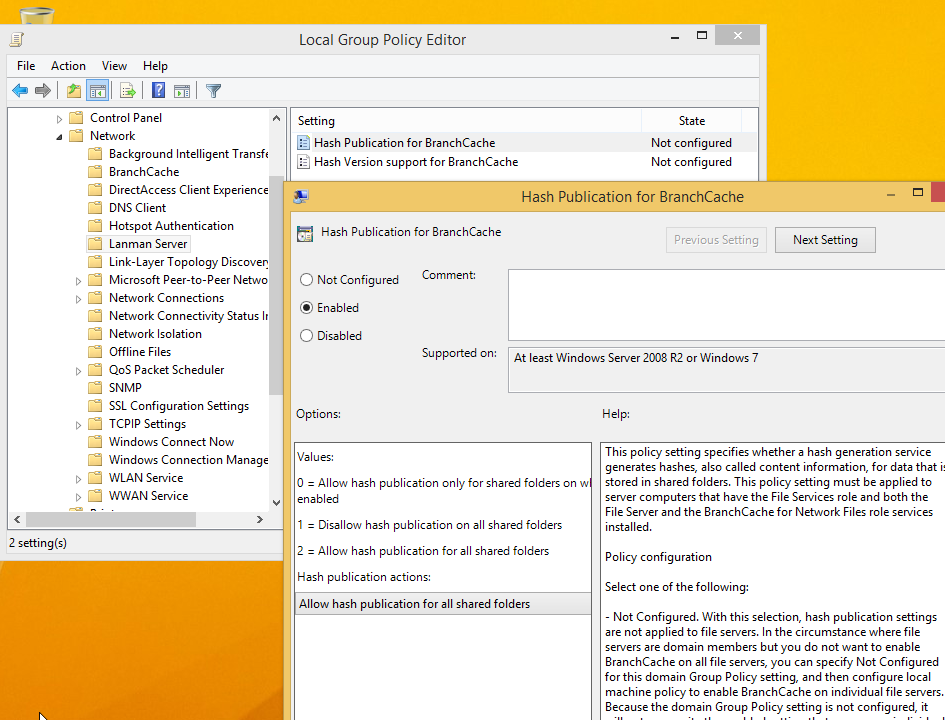 Local Group Policy Editor
File Action View Help
Control Panel
Network
Background Intelligent Transfe
BranchCache
DirectAccess Client Experience
DNS Client
Hotspot Authentication
Lanman Server
Link-Layer Topology Discovery
Microsoft Peer-to-Peer Netwo
Network Connections
Network Connectivity Status In
Network Isolation
Offline Files
QoS Packet Scheduler
SNMP
SSL Configuration Settings
TCPIP Settings
Windows Connect Now
Windows Connection Manage
WLAN Service
WWAN Service
2 setting(s)
Setting State
Hash Publication for BranchCache Not configured
Hash Version support for BranchCache Not configured
Hash Publication for BranchCache
Hash Publication for BranchCache
Previous Setting Next Setting
Not Configured
Enabled
Disabled
Comment:
Supported on:
At least Windows Server 2008 R2 or Windows 7
Options:
Values:
0 = Allow hash publication only for shared folders on wh
enabled
1 = Disallow hash publication on all shared folders
2 = Allow hash publication for all shared folders
Hash publication actions:
Allow hash publication for all shared folders
Help:
This policy setting specifies whether a hash generation service
generates hashes, also called content information, for data that is
stored in shared folders. This policy setting must be applied to
server computers that have the File Services role and both the
File Server and the BranchCache for Network Files role services
installed.
Policy configuration
Select one of the following:
- Not Configured. With this selection, hash publication settings
are not applied to file servers. In the circumstance where file
servers are domain members but you do not want to enable
BranchCache on all file servers, you can specify Not Configured
for this domain Group Policy setting, and then configure local
machine policy to enable BranchCache on individual file servers.
Because the domain Group Policy setting is not configured, it